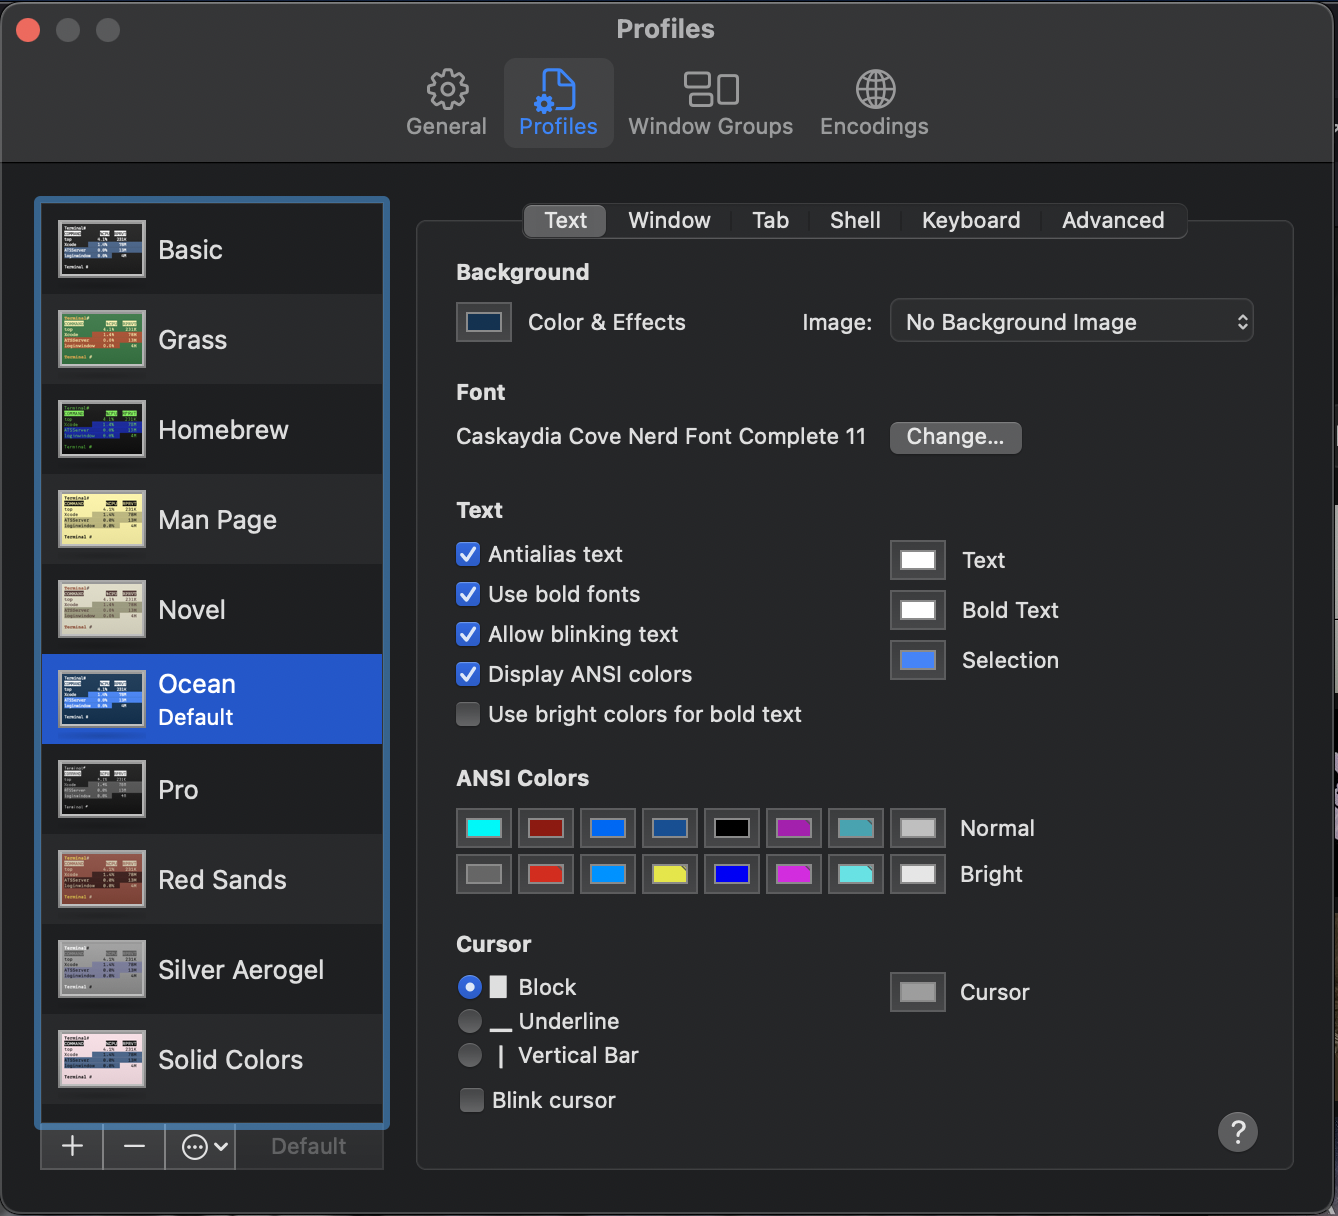 Profiles
General
Profiles
Window Groups
Encodings
Basic
Grass
Homebrew
Man Page
Novel
Ocean
Default
Pro
Red Sands
Silver Aerogel
Solid Colors
Default
Text Window Tab Shell Keyboard Advanced
Background
Color & Effects Image: No Background Image
Font
Caskaydia Cove Nerd Font Complete 11 Change...
Text
Antialias text
Use bold fonts
Allow blinking text
Display ANSI colors
Use bright colors for bold text
Text
Bold Text
Selection
ANSI Colors
Normal
Bright
Cursor
Block
Underline
Vertical Bar
Blink cursor
Cursor
?